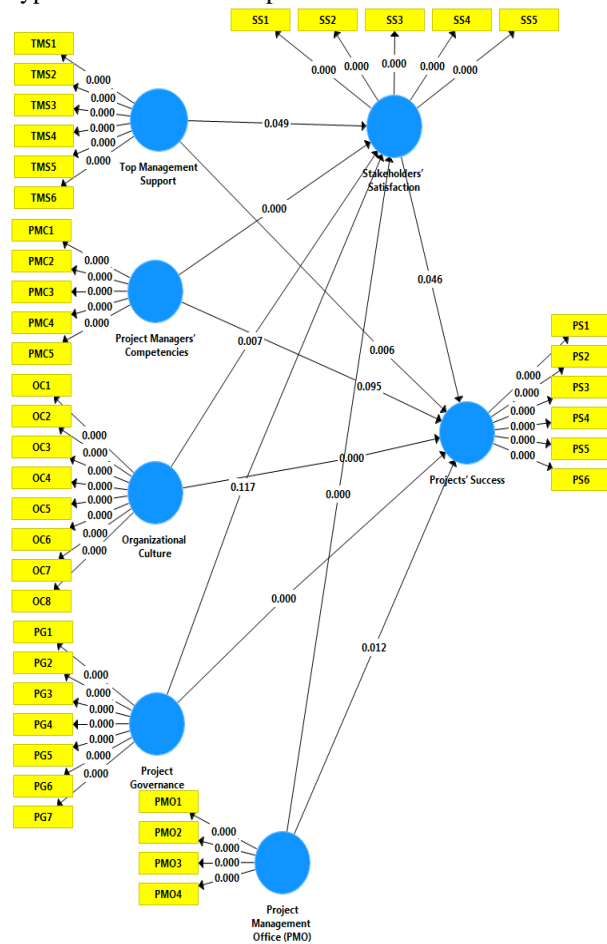 SS1
SS2
SS3
SS4
SS5
0.000
0.000
0.000
0.000
0.000
Stakeholders'
Satisfaction
TMS1
TMS2
TMS3
TMS4
TMS5
TMS6
0.000
0.000
0.000
0.000
0.000
0.000
Top Management
Support
0.049
0.000
PMC1
PMC2
PMC3
PMC4
PMC5
0.000
0.000
0.000
0.000
0.000
Project Managers'
Competencies
0.046
0.007
0.006
0.095
PS1
PS2
PS3
PS4
PS5
PS6
0.000
0.000
0.000
0.000
0.000
0.000
Projects' Success
OC1
OC2
OC3
OC4
OC5
OC6
OC7
OC8
0.000
0.000
0.000
0.000
0.000
0.000
0.000
0.000
Organizational
Culture
0.000
0.117
0.000
0.000
0.012
PG1
PG2
PG3
PG4
PG5
PG6
PG7
0.000
0.000
0.000
0.000
0.000
0.000
0.000
Project
Governance
PMO1
PMO2
PMO3
PMO4
0.000
0.000
0.000
0.000
Project
Management
Office (PMO)